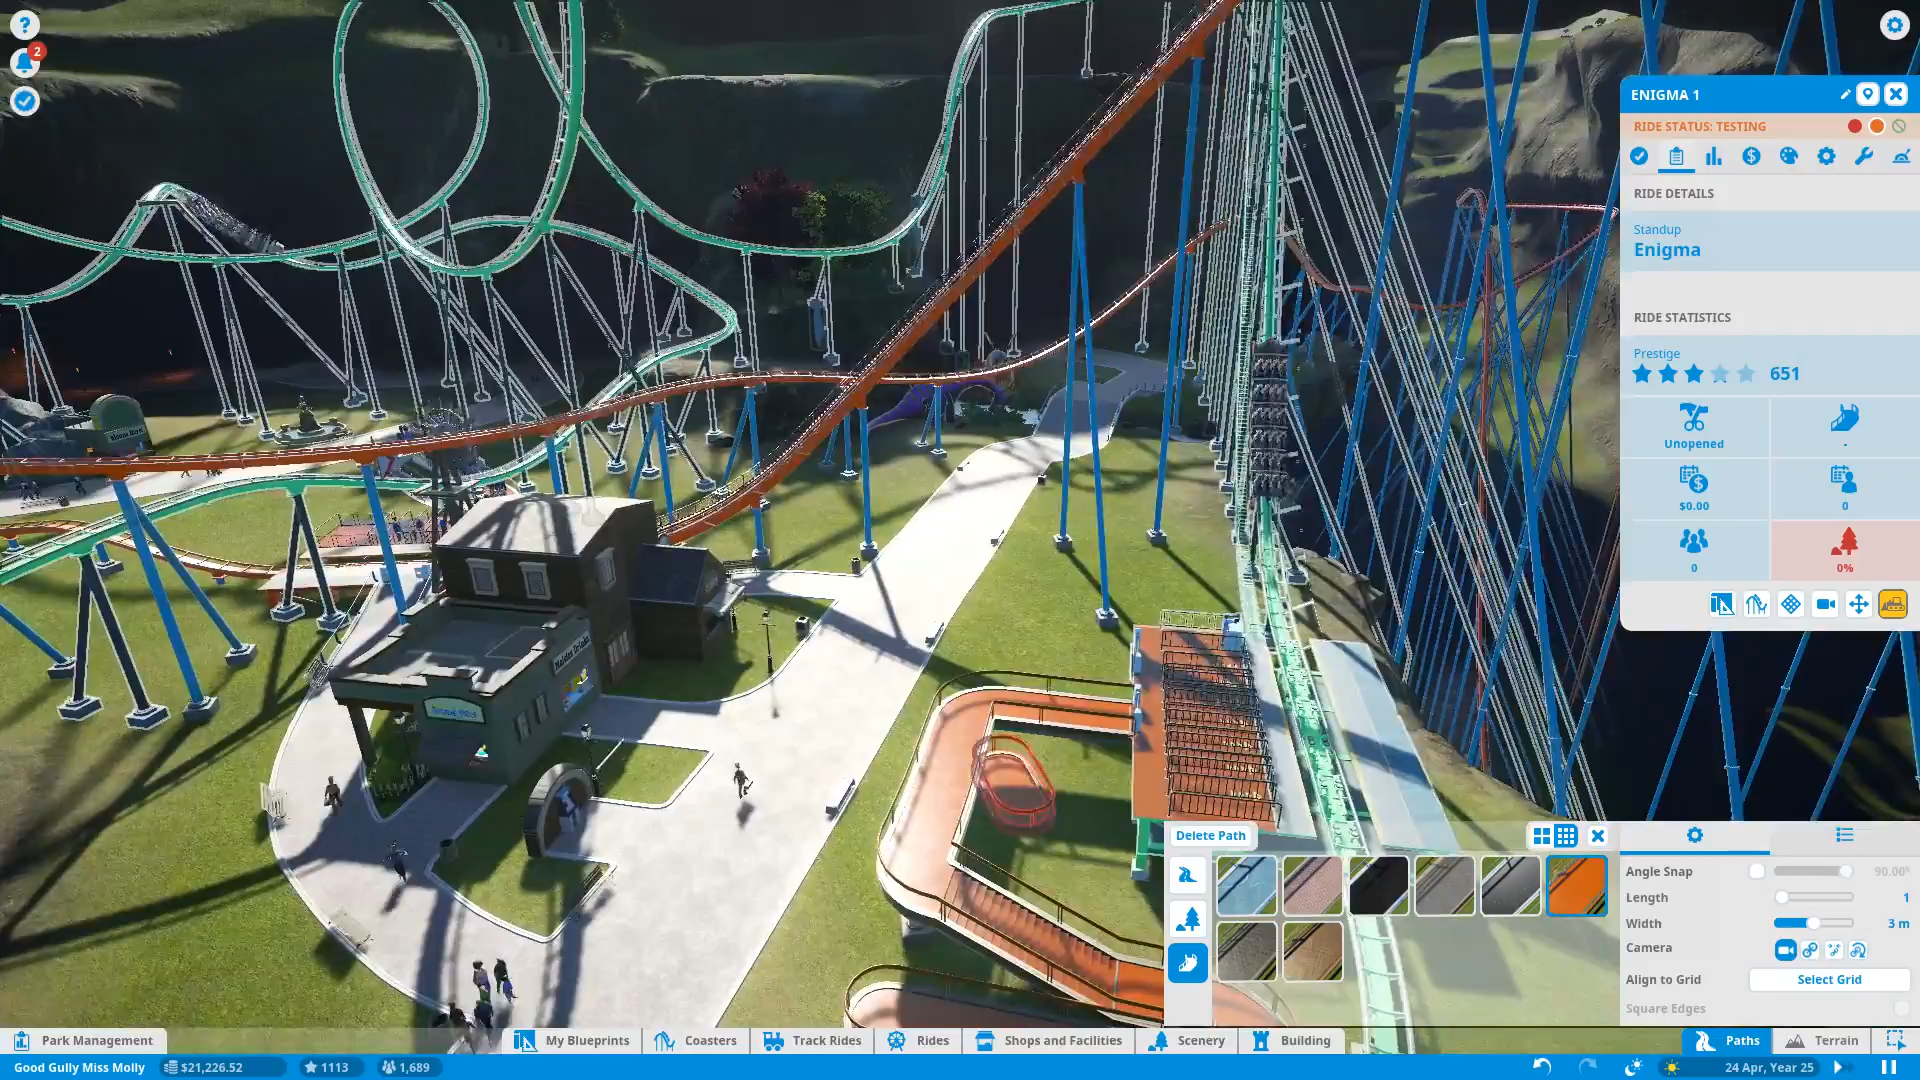 ?
2
ENIGMA 1
RIDE STATUS: TESTING
RIDE DETAILS
Standup
Enigma
RIDE STATISTICS
Prestige
651
Unopened
-
$0.00
0
0
0%
Delete Path
Angle Snap
90.00°
Length
1
Width
3 m
Camera
Align to Grid
Select Grid
Square Edges
Park Management
My Blueprints
Coasters
Track Rides
Rides
Shops and Facilities
Scenery
Building
Paths
Terrain
Good Gully Miss Molly
$21,226.52
1113
1,689
24 Apr, Year 25